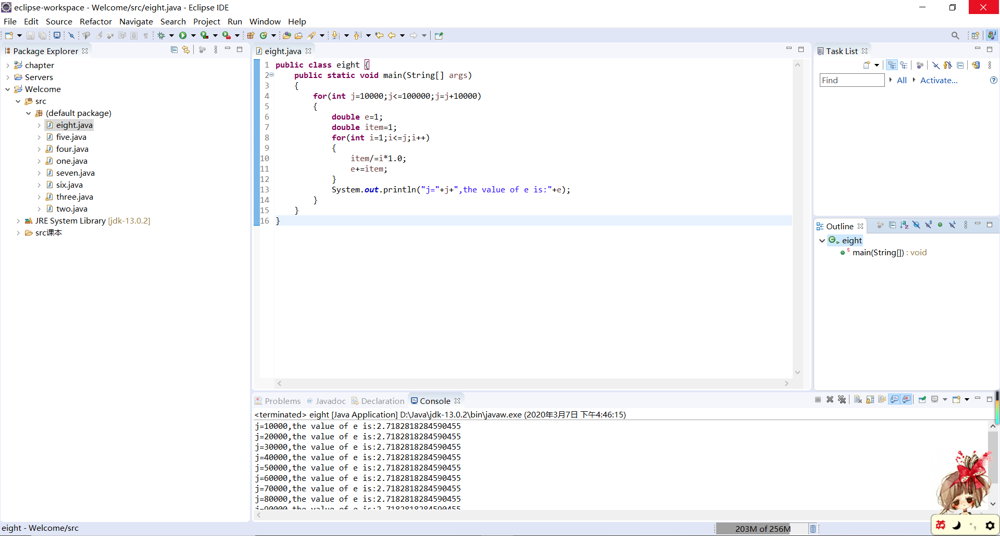 eclipse-workspace - Welcome/src/eight.java - Eclipse IDE
File Edit Source Refactor Navigate Search Project Run Window Help
Package Explorer
chapter
Servers
Welcome
src
(default package)
eight.java
five.java
four.java
one.java
seven.java
six.java
three.java
two.java
JRE System Library [jdk-13.0.2]
src课本
eight.java
1 public class eight {
2 public static void main(String[] args)
3 {
4 for(int j=10000;j<=100000;j=j+10000)
5 {
6 double e=1;
7 double item=1;
8 for(int i=1;i<=j;i++)
9 {
10 item/=i*1.0;
11 e+=item;
12 }
13 System.out.println("j="+j+",the value of e is:"+e);
14 }
15 }
16 }
Task List
Find All Activate...
Outline
eight
main(String[]) : void
Problems @ Javadoc Declaration Console
<terminated> eight [Java Application] D:\Java\jdk-13.0.2\bin\javaw.exe (2020年3月7日 下午4:46:15)
j=10000,the value of e is:2.7182818284590455
j=20000,the value of e is:2.7182818284590455
j=30000,the value of e is:2.7182818284590455
j=40000,the value of e is:2.7182818284590455
j=50000,the value of e is:2.7182818284590455
j=60000,the value of e is:2.7182818284590455
j=70000,the value of e is:2.7182818284590455
j=80000,the value of e is:2.7182818284590455
j=90000,the value of e is:2.7182818284590455
eight - Welcome/src
203M of 256M
英